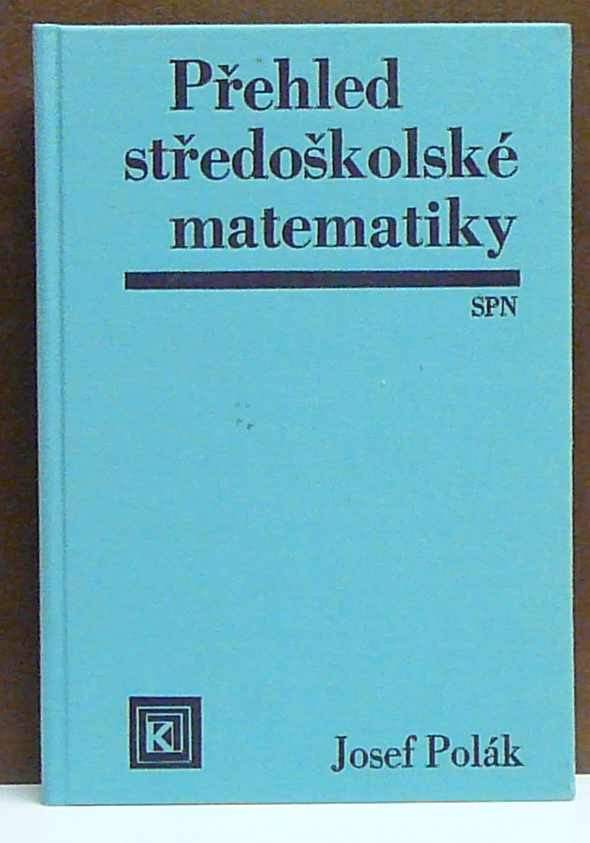 Přehled
středoškolské
matematiky
SPN
K
Josef Polák